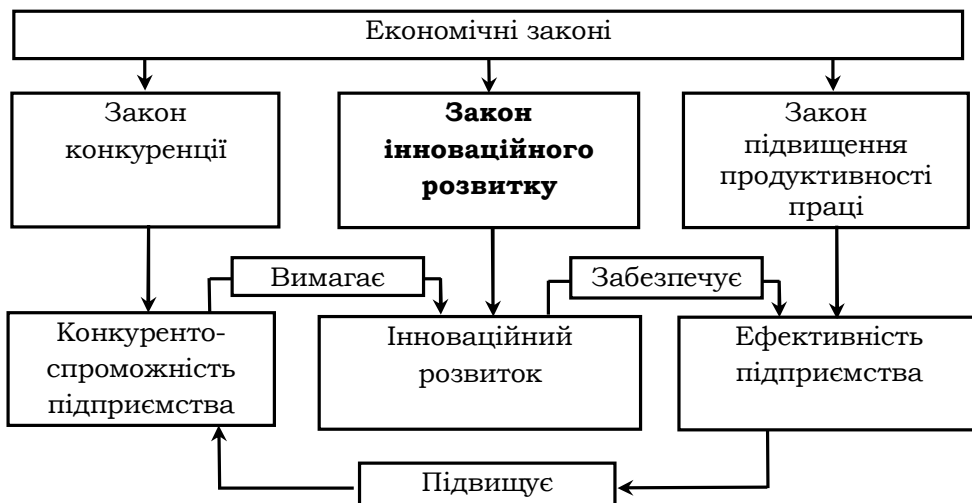 Економічні законі
Закон
конкуренції
Закон
інноваційного
розвитку
Закон
підвищення
продуктивності
праці
Вимагає
Забезпечує
Конкуренто-
спроможність
підприємства
Інноваційний
розвиток
Ефективність
підприємства
Підвищує